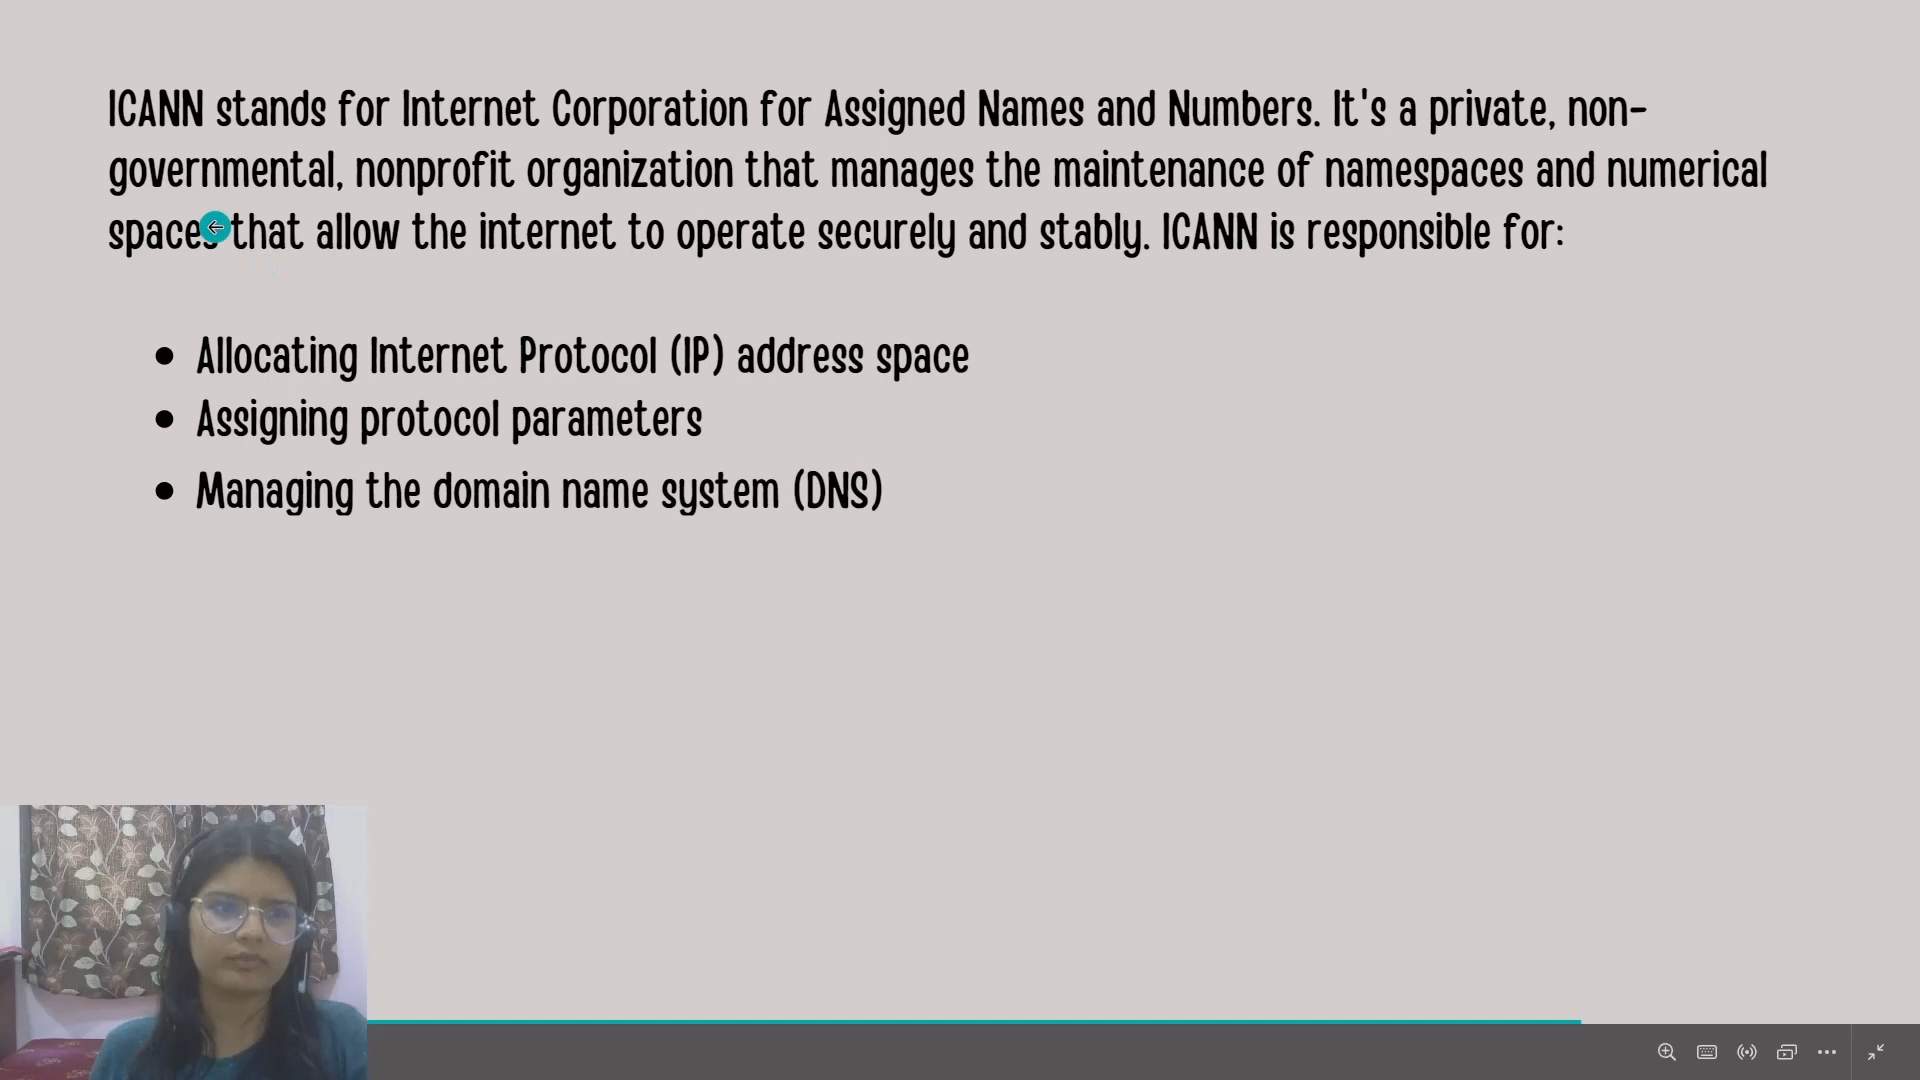 ICANN stands for Internet Corporation for Assigned Names and Numbers. It's a private, non-
governmental, nonprofit organization that manages the maintenance of namespaces and numerical
spaces that allow the internet to operate securely and stably. ICANN is responsible for:
• Allocating Internet Protocol (IP) address space
• Assigning protocol parameters
• Managing the domain name system (DNS)